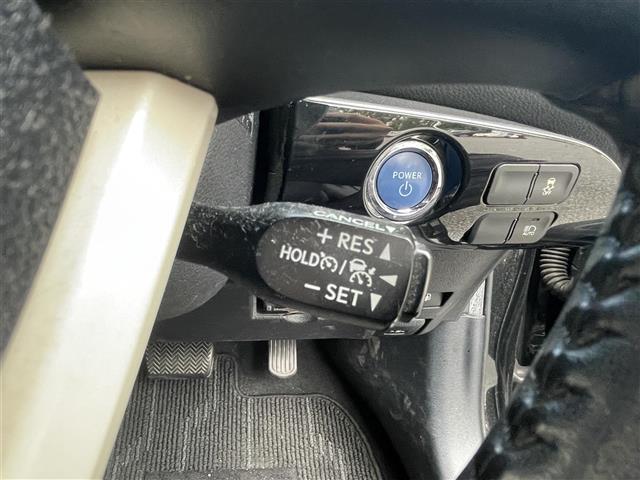 POWER
CANCEL▼
+ RES ▲
HOLD / ◄
− SET ▼